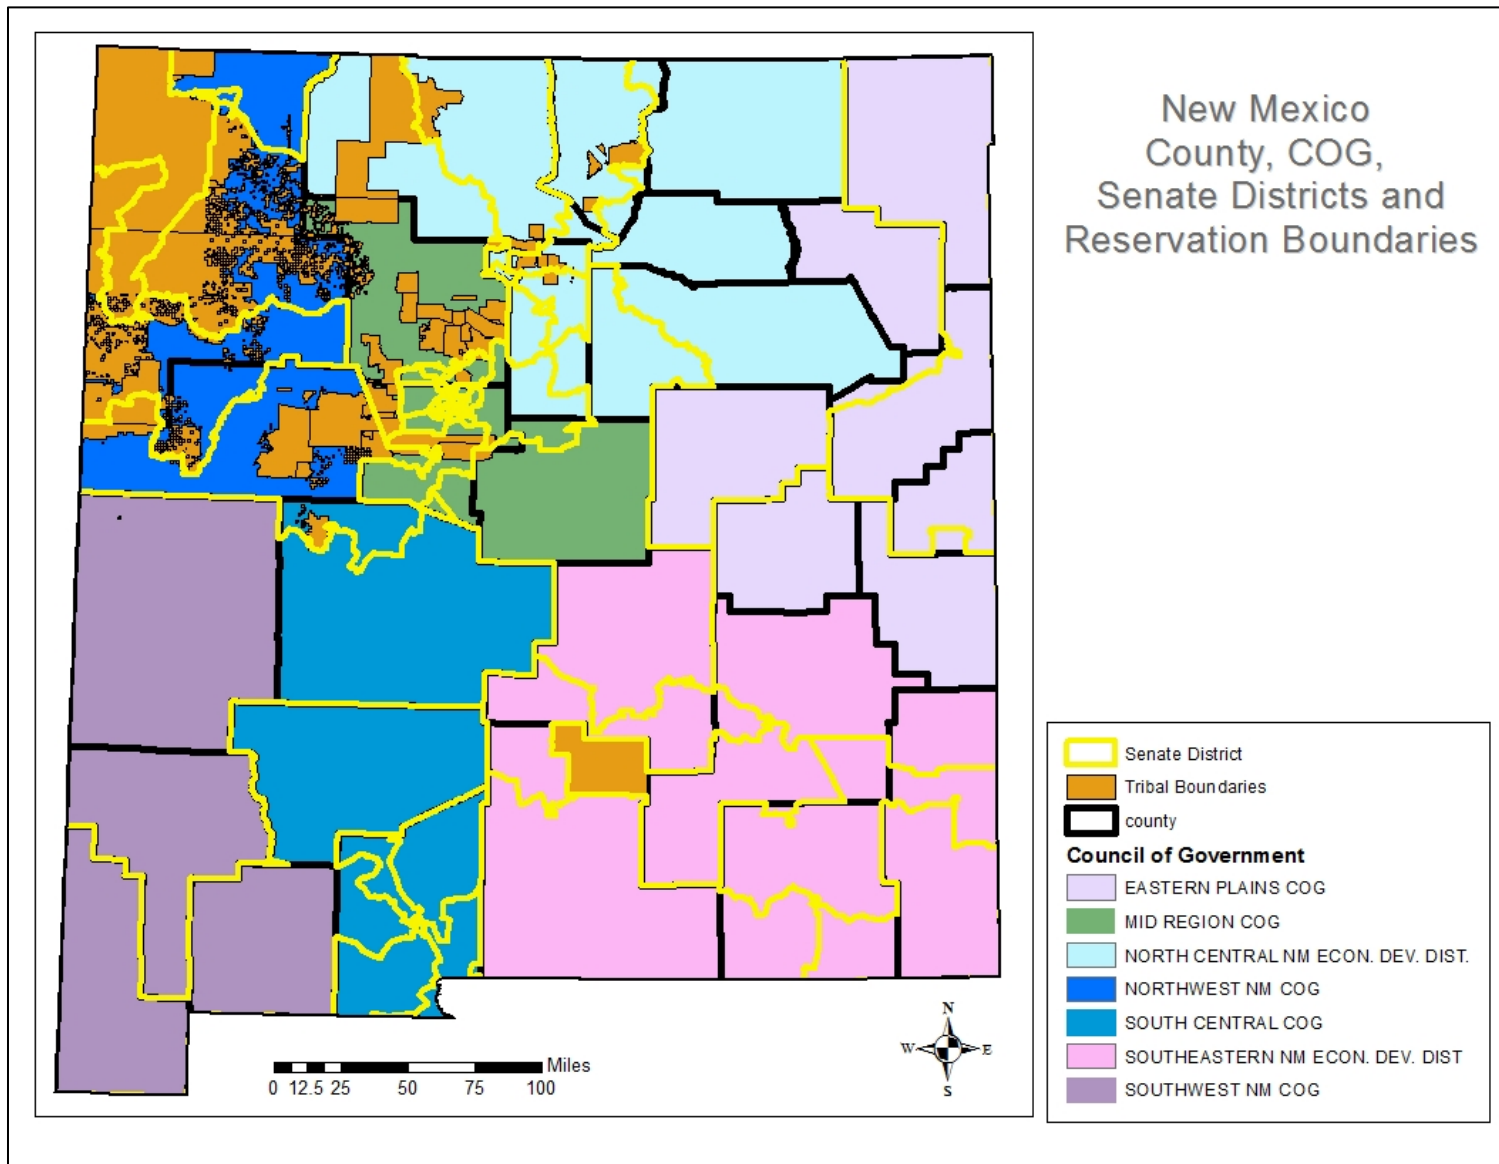 New Mexico
County, COG,
Senate Districts and
Reservation Boundaries
Senate District
Tribal Boundaries
county
Council of Government
EASTERN PLAINS COG
MID REGION COG
NORTH CENTRAL NM ECON. DEV. DIST.
NORTHWEST NM COG
SOUTH CENTRAL COG
SOUTHEASTERN NM ECON. DEV. DIST
SOUTHWEST NM COG
N
W E
S
Miles
0 12.5 25 50 75 100